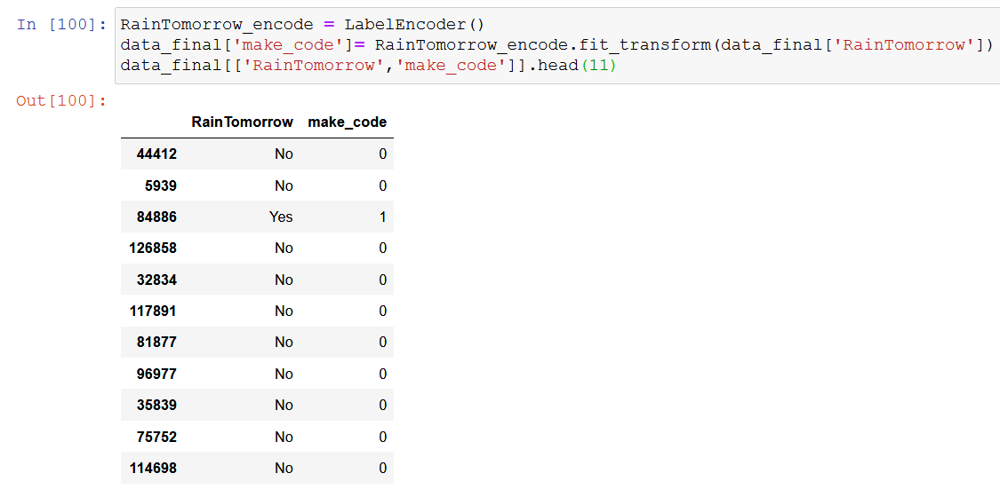 In [100]: RainTomorrow_encode = LabelEncoder()
data_final['make_code']= RainTomorrow_encode.fit_transform(data_final['RainTomorrow'])
data_final[['RainTomorrow','make_code']].head(11)
Out[100]:
RainTomorrow make_code
44412 No 0
5939 No 0
84886 Yes 1
126858 No 0
32834 No 0
117891 No 0
81877 No 0
96977 No 0
35839 No 0
75752 No 0
114698 No 0